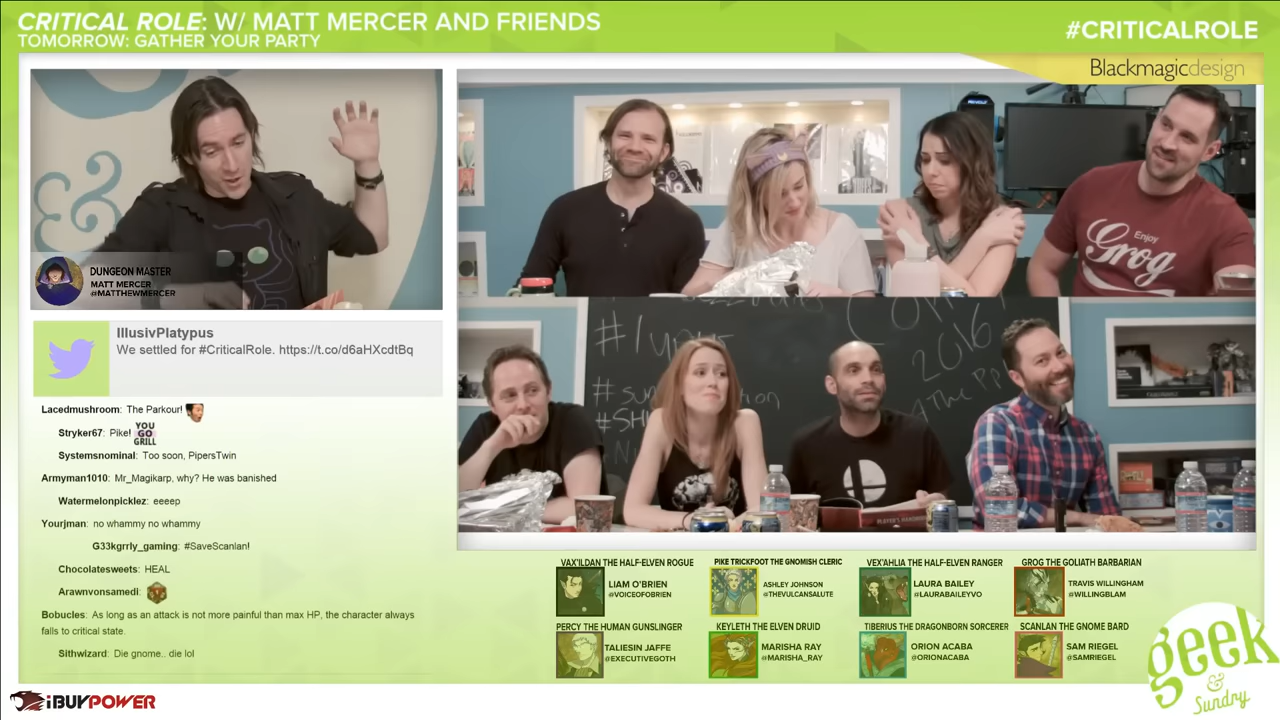 CRITICAL ROLE: W/ MATT MERCER AND FRIENDS
TOMORROW: GATHER YOUR PARTY
#CRITICALROLE
Blackmagicdesign
DUNGEON MASTER
MATT MERCER
@MATTHEWMERCER
IllusivPlatypus
We settled for #CriticalRole. https://t.co/d6aHXcdtBq
Lacedmushroom: The Parkour!
Stryker67: Pike! YOU GO GRILL
Systemsnominal: Too soon, PipersTwin
Armyman1010: Mr_Magikarp, why? He was banished
Watermelonpicklez: eeeep
Yourjman: no whammy no whammy
G33kgrrly_gaming: #SaveScanlan!
Chocolatesweets: HEAL
Arawnvonsamedi:
Bobucles: As long as an attack is not more painful than max HP, the character always
falls to critical state.
Sithwizard: Die gnome.. die lol
Enjoy
Grog
2016
The
PLAYER'S HANDBOOK
VAX'ILDAN THE HALF-ELVEN ROGUE
LIAM O'BRIEN
@VOICEOFOBRIEN
PIKE TRICKFOOT THE GNOMISH CLERIC
ASHLEY JOHNSON
@THEVULCANSALUTE
VEX'AHLIA THE HALF-ELVEN RANGER
LAURA BAILEY
@LAURABAILEYVO
GROG THE GOLIATH BARBARIAN
TRAVIS WILLINGHAM
@WILLINGBLAM
PERCY THE HUMAN GUNSLINGER
TALIESIN JAFFE
@EXECUTIVEGOTH
KEYLETH THE ELVEN DRUID
MARISHA RAY
@MARISHA_RAY
TIBERIUS THE DRAGONBORN SORCERER
ORION ACABA
@ORIONACABA
SCANLAN THE GNOME BARD
SAM RIEGEL
@SAMRIEGEL
geek
&
Sundry
iBUYPOWER